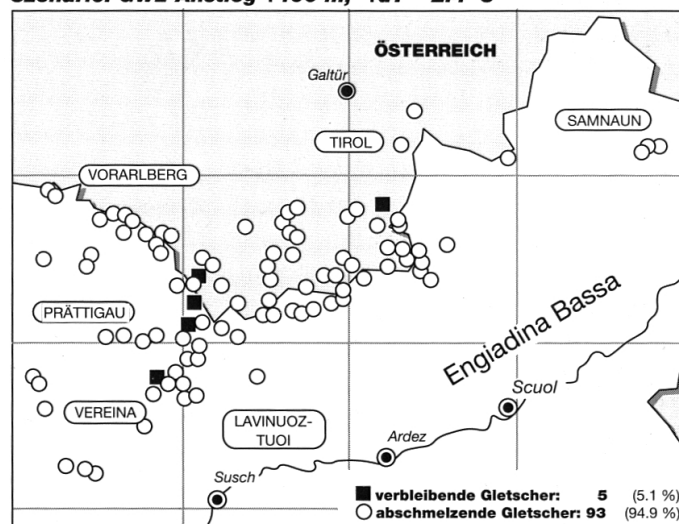 ÖSTERREICH
Galtür
SAMNAUN
TIROL
VORARLBERG
PRÄTTIGAU
Engiadina Bassa
Scuol
VEREINA
LAVINUOZ-
TUOI
Ardez
Susch
verbleibende Gletscher: 5 (5.1 %)
abschmelzende Gletscher: 93 (94.9 %)